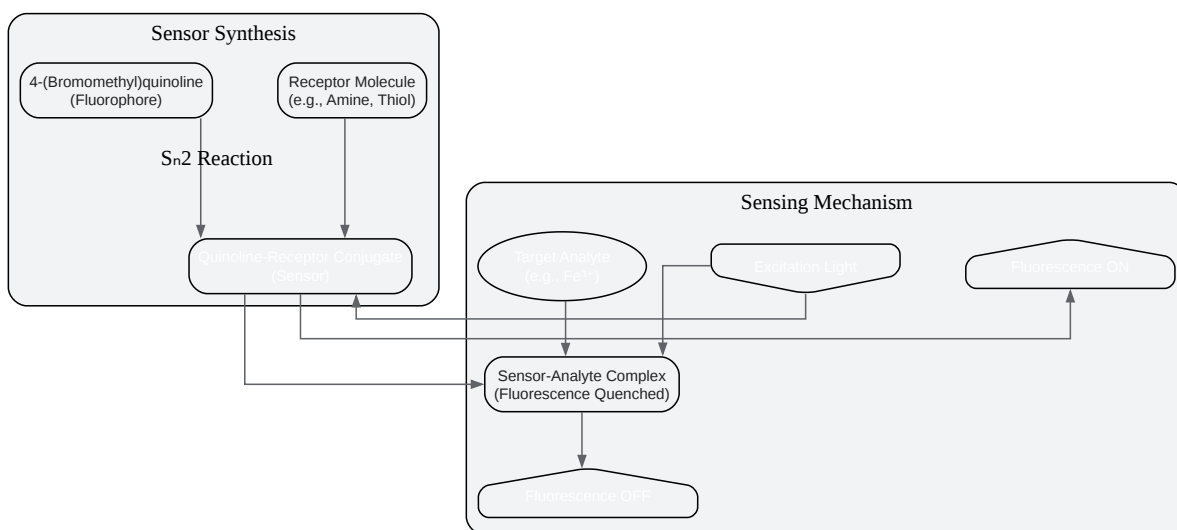 Sensor Synthesis
4-(Bromomethyl)quinoline
(Fluorophore)
Receptor Molecule
(e.g., Amine, Thiol)
Sₙ2 Reaction
Quinoline-Receptor Conjugate
(Sensor)
Sensing Mechanism
Target Analyte
(e.g., Fe³⁺)
Excitation Light
Fluorescence ON
Sensor-Analyte Complex
(Fluorescence Quenched)
Fluorescence OFF